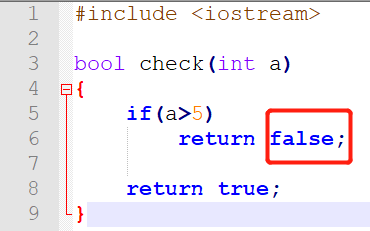 1 #include <iostream>
2
3 bool check(int a)
4 {
5     if(a>5)
6         return false;
7
8     return true;
9 }